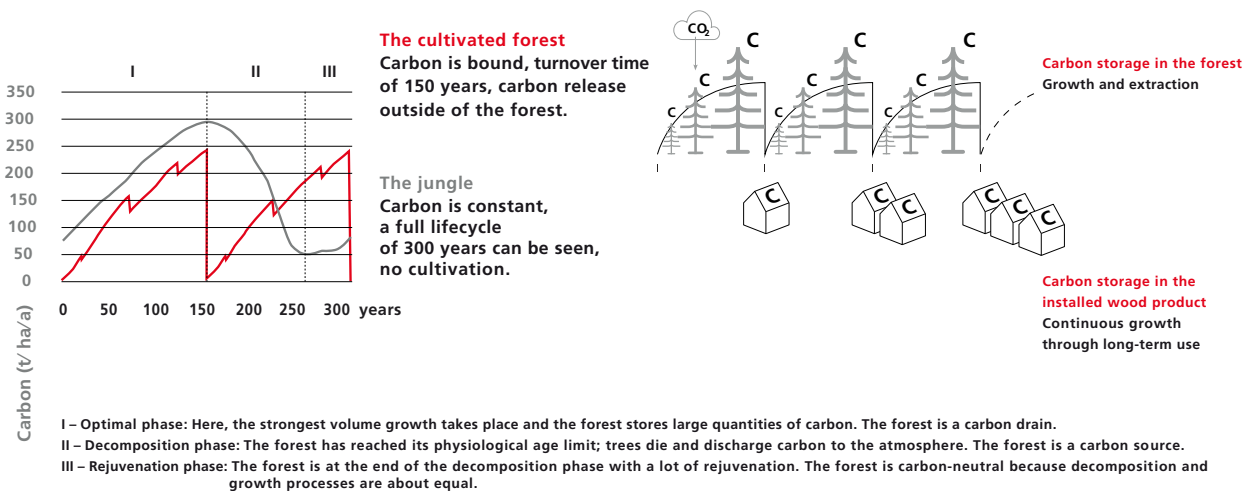 I II III
350
300
250
200
150
100
50
0
0 50 100 150 200 250 300 years
Carbon (t/ ha/a)
The cultivated forest
Carbon is bound, turnover time
of 150 years, carbon release
outside of the forest.
The jungle
Carbon is constant,
a full lifecycle
of 300 years can be seen,
no cultivation.
CO2
C C C
C C C
C C C
Carbon storage in the forest
Growth and extraction
C C C C C C
Carbon storage in the
installed wood product
Continuous growth
through long-term use
I – Optimal phase: Here, the strongest volume growth takes place and the forest stores large quantities of carbon. The forest is a carbon drain.
II – Decomposition phase: The forest has reached its physiological age limit; trees die and discharge carbon to the atmosphere. The forest is a carbon source.
III – Rejuvenation phase: The forest is at the end of the decomposition phase with a lot of rejuvenation. The forest is carbon-neutral because decomposition and
growth processes are about equal.